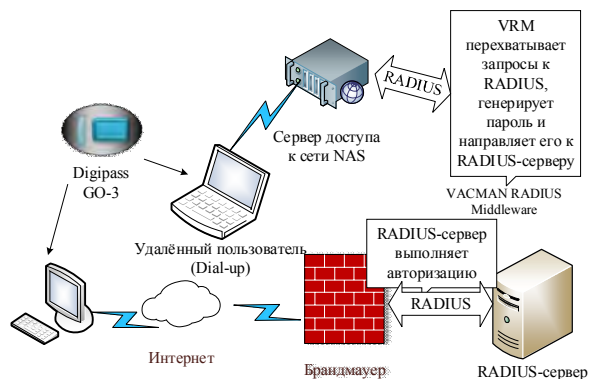 VRM
перехватывает
запросы к
RADIUS,
генерирует
пароль и
направляет его к
RADIUS-серверу
RADIUS
Сервер доступа
к сети NAS
VACMAN RADIUS
Middleware
Digipass
GO-3
Удалённый пользователь
(Dial-up)
RADIUS-сервер
выполняет
авторизацию
RADIUS
Интернет
Брандмауер
RADIUS-сервер